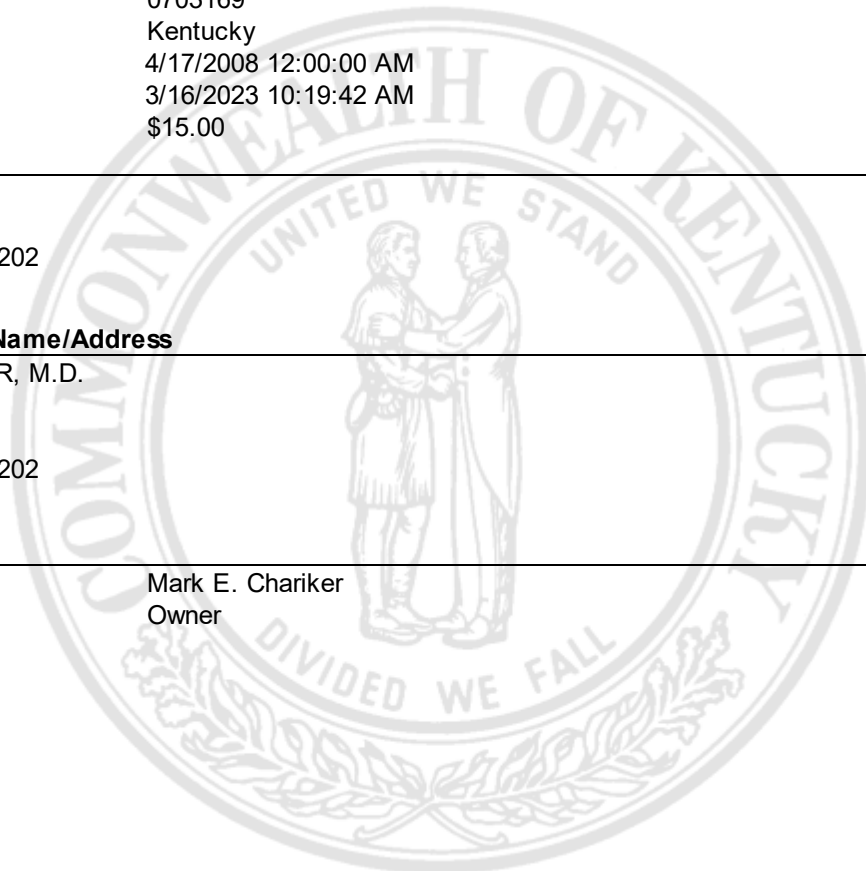 0703169
Kentucky
4/17/2008 12:00:00 AM
3/16/2023 10:19:42 AM
$15.00
202
Name/Address
R, M.D.
202
Mark E. Chariker
Owner
COMMONWEALTH OF KENTUCKY
UNITED WE STAND
DIVIDED WE FALL